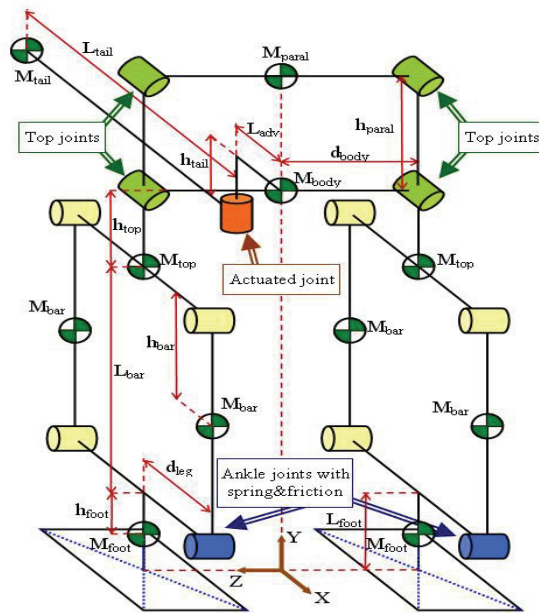 L_tail
M_tail
M_paral
Top joints
Top joints
L_adv
h_paral
h_tail
d_body
M_body
h_top
M_top
M_top
Actuated joint
M_bar
M_bar
h_bar
L_bar
M_bar
M_bar
d_leg
Ankle joints with
spring&friction
h_foot
L_foot
M_foot
M_foot
Y
Z
X